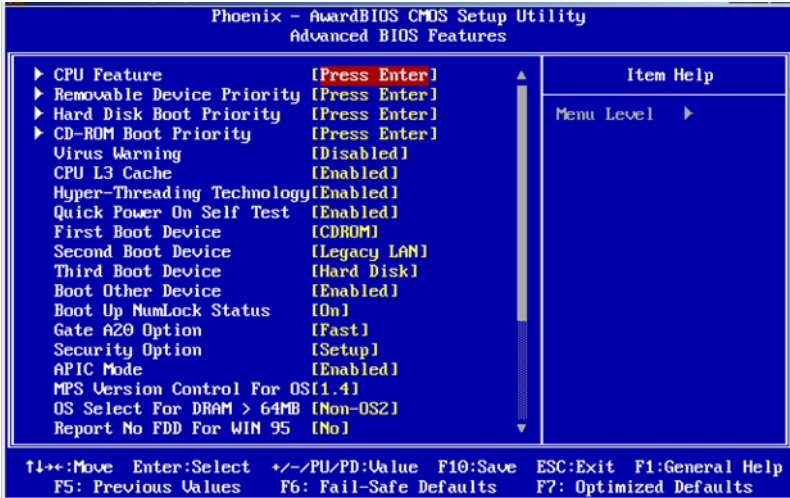 Phoenix - AwardBIOS CMOS Setup Utility
Advanced BIOS Features
CPU Feature [Press Enter]
Removable Device Priority [Press Enter]
Hard Disk Boot Priority [Press Enter]
CD-ROM Boot Priority [Press Enter]
Virus Warning [Disabled]
CPU L3 Cache [Enabled]
Hyper-Threading Technology[Enabled]
Quick Power On Self Test [Enabled]
First Boot Device [CDROM]
Second Boot Device [Legacy LAN]
Third Boot Device [Hard Disk]
Boot Other Device [Enabled]
Boot Up NumLock Status [On]
Gate A20 Option [Fast]
Security Option [Setup]
APIC Mode [Enabled]
MPS Version Control For OS[1.4]
OS Select For DRAM > 64MB [Non-OS2]
Report No FDD For WIN 95 [No]
Item Help
Menu Level
↑↓→←:Move Enter:Select +/-/PU/PD:Value F10:Save ESC:Exit F1:General Help
F5: Previous Values F6: Fail-Safe Defaults F7: Optimized Defaults